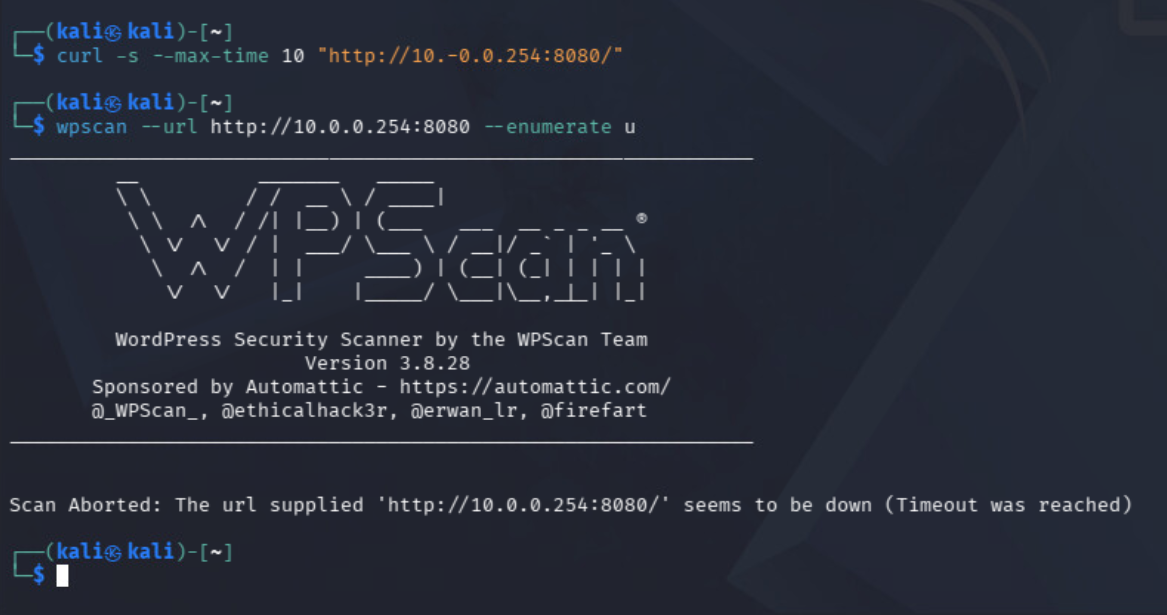 ┌──(kali㉿kali)-[~]
└─$ curl -s --max-time 10 "http://10.-0.0.254:8080/"
┌──(kali㉿kali)-[~]
└─$ wpscan --url http://10.0.0.254:8080 --enumerate u
WPScan®
WordPress Security Scanner by the WPScan Team
Version 3.8.28
Sponsored by Automattic - https://automattic.com/
@_WPScan_, @ethicalhack3r, @erwan_lr, @firefart
Scan Aborted: The url supplied 'http://10.0.0.254:8080/' seems to be down (Timeout was reached)
┌──(kali㉿kali)-[~]
└─$